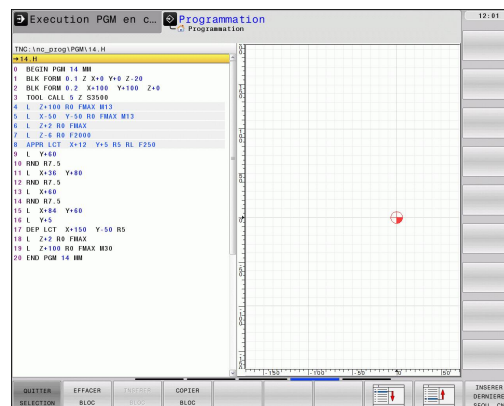 Execution PGM en c...
Programmation
Programmation
12:01
TNC:\nc_prog\PGM\14.H
→14.H
0 BEGIN PGM 14 MM
1 BLK FORM 0.1 Z X+0 Y+0 Z-20
2 BLK FORM 0.2 X+100 Y+100 Z+0
3 TOOL CALL 5 Z S3500
4 L Z+100 R0 FMAX M13
5 L X-50 Y-50 R0 FMAX M13
6 L Z+2 R0 FMAX
7 L Z-6 R0 F2000
8 APPR LCT X+12 Y+5 R5 RL F250
9 L Y+60
10 RND R7.5
11 L X+36 Y+80
12 RND R7.5
13 L X+60
14 RND R7.5
15 L X+84 Y+60
16 L Y+5
17 DEP LCT X+150 Y-50 R5
18 L Z+2 R0 FMAX
19 L Z+100 R0 FMAX M30
20 END PGM 14 MM
-150 -100 -50 0 50
QUITTER
SELECTION
EFFACER
BLOC
INSERER
BLOC
COPIER
BLOC
INSERER
DERNIERE